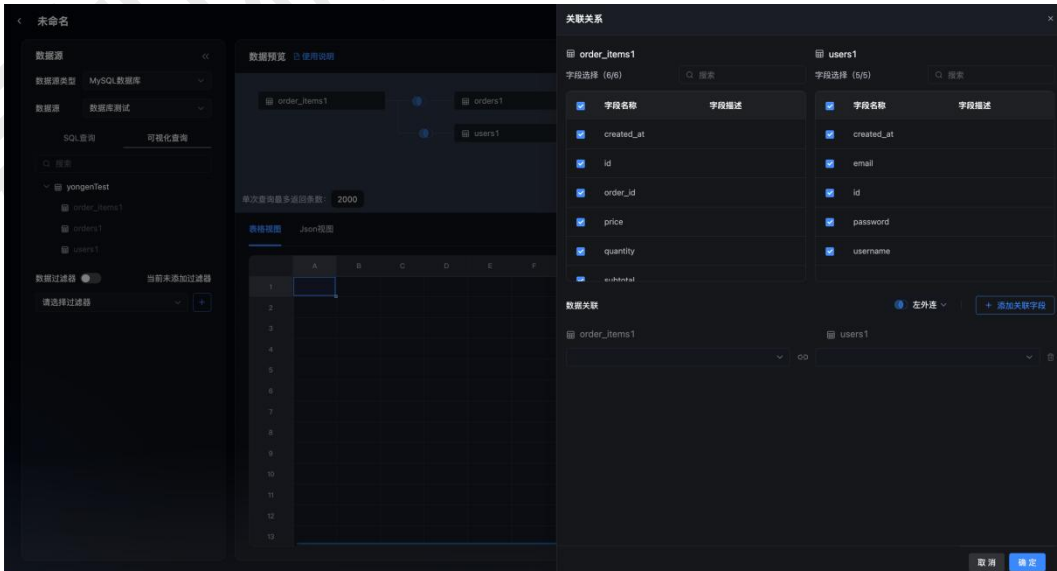 未命名
数据源
数据源类型 MySQL数据库
数据源 数据库测试
SQL查询 可视化查询
搜索
yongenTest
order_items1
orders1
users1
数据过滤器 当前未添加过滤器
请选择过滤器
数据预览 使用说明
order_items1 orders1
users1
单次查询最多返回条数: 2000
表格视图 Json视图
A B C D E F
1
2
3
4
5
6
7
8
9
10
11
12
13
关联关系
order_items1 users1
字段选择 (6/6) 搜索 字段选择 (5/5) 搜索
字段名称 字段描述 字段名称 字段描述
created_at created_at
id email
order_id id
price password
quantity username
subtotal
数据关联 左外连 + 添加关联字段
order_items1 users1
取消 确定